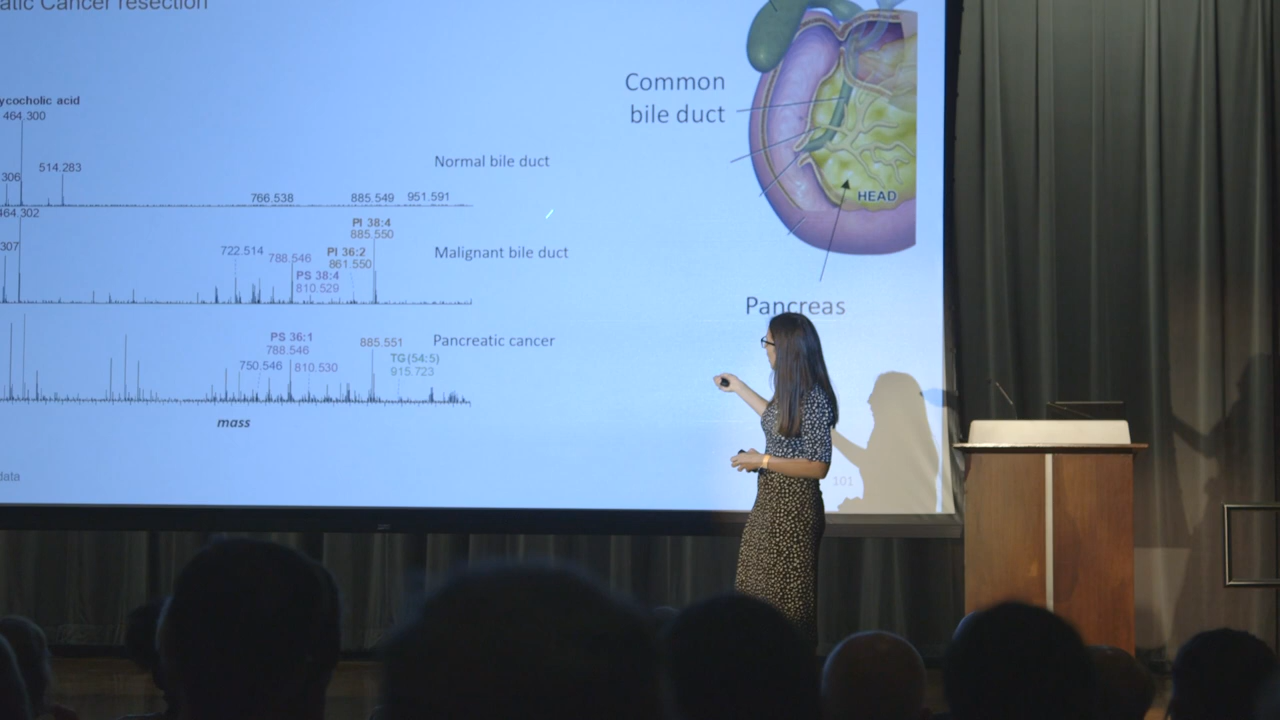 atic Cancer resection
ycocholic acid
464.300
306
514.283
766.538
885.549
951.591
Normal bile duct
464.302
307
722.514
788.546
PS 38:4
810.529
PI 36:2
861.550
PI 38:4
885.550
Malignant bile duct
PS 36:1
788.546
750.546
810.530
885.551
TG(54:5)
915.723
Pancreatic cancer
mass
data
Common
bile duct
HEAD
Pancreas
101